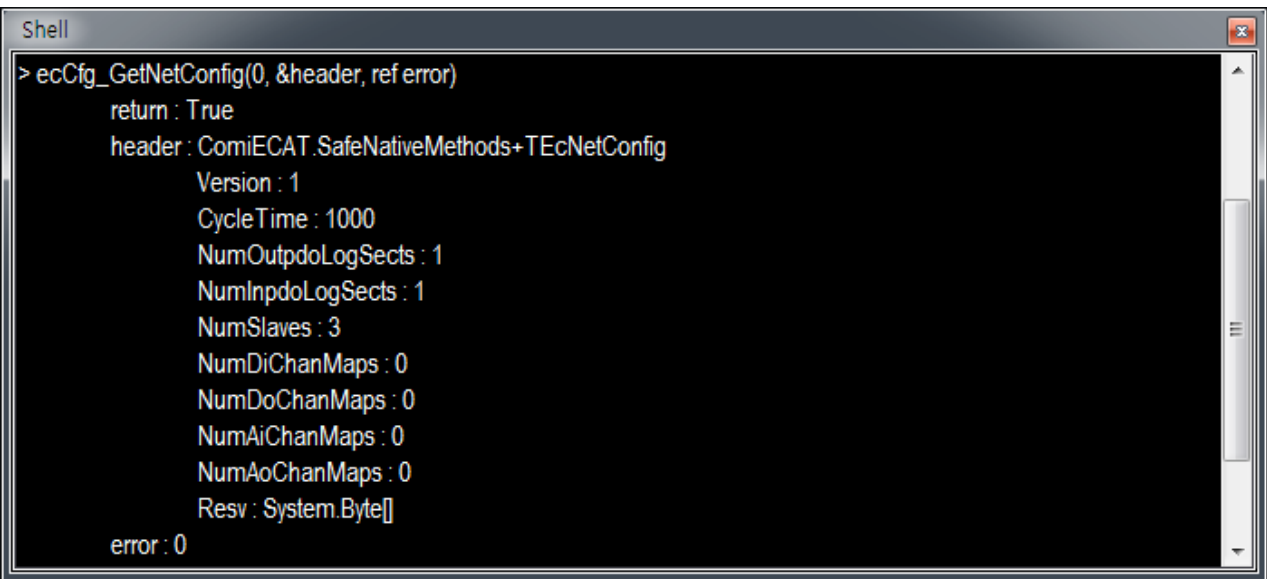 Shell
> ecCfg_GetNetConfig(0, &header, ref error)
return : True
header : ComiECAT.SafeNativeMethods+TEcNetConfig
Version : 1
CycleTime : 1000
NumOutpdoLogSects : 1
NumInpdoLogSects : 1
NumSlaves : 3
NumDiChanMaps : 0
NumDoChanMaps : 0
NumAiChanMaps : 0
NumAoChanMaps : 0
Resv : System.Byte[]
error : 0